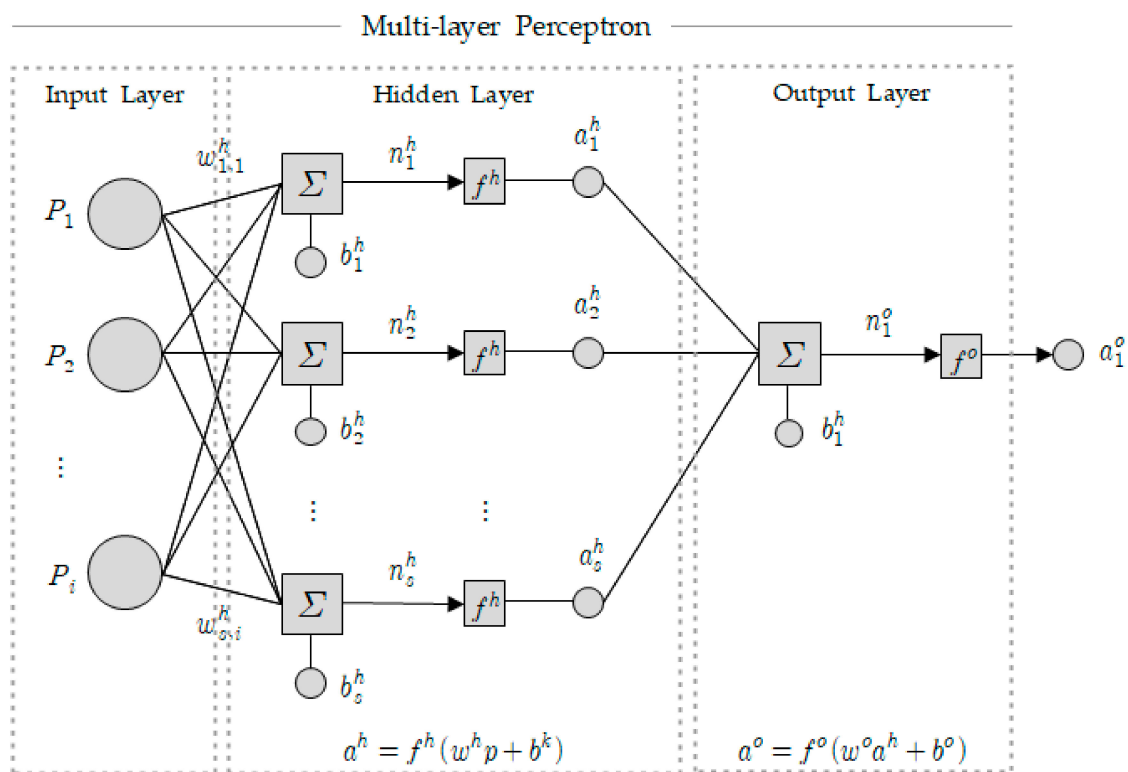 Multi-layer Perceptron
Input Layer
Hidden Layer
Output Layer
w^h_{1,1}
n^h_1
a^h_1
P_1
Σ
f^h
b^h_1
n^h_2
a^h_2
P_2
Σ
f^h
b^h_2
Σ
n^o_1
f^o
a^o_1
b^h_1
⋮
⋮
⋮
P_i
n^h_s
a^h_s
Σ
f^h
w^h_{s,i}
b^h_s
a^h = f^h(w^h p + b^k)
a^o = f^o(w^o a^h + b^o)